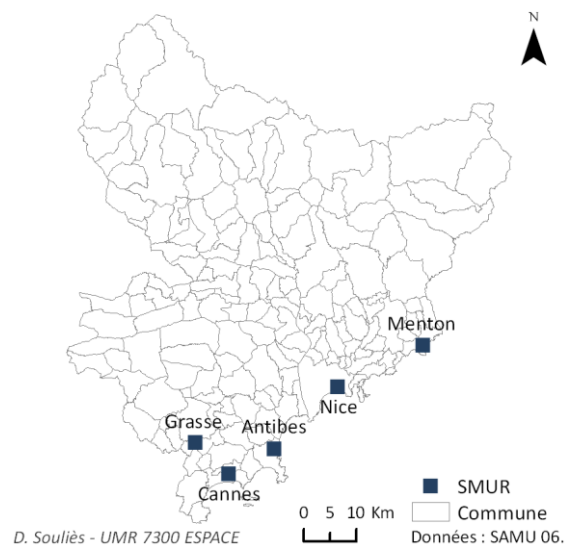 N
Menton
Nice
Grasse
Antibes
Cannes
SMUR
0 5 10 Km
Commune
D. Souliès - UMR 7300 ESPACE
Données : SAMU 06.